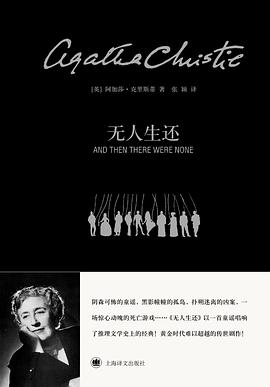 Agatha Christie
[英] 阿加莎·克里斯蒂 著 张 颖 译
无人生还
AND THEN THERE WERE NONE
阴森可怖的童谣，黑影幢幢的孤岛，扑朔迷离的凶案，一
场惊心动魄的死亡游戏……《无人生还》以一首童谣唱响
了推理文学史上的经典！黄金时代难以超越的传世剧作！
上海译文出版社